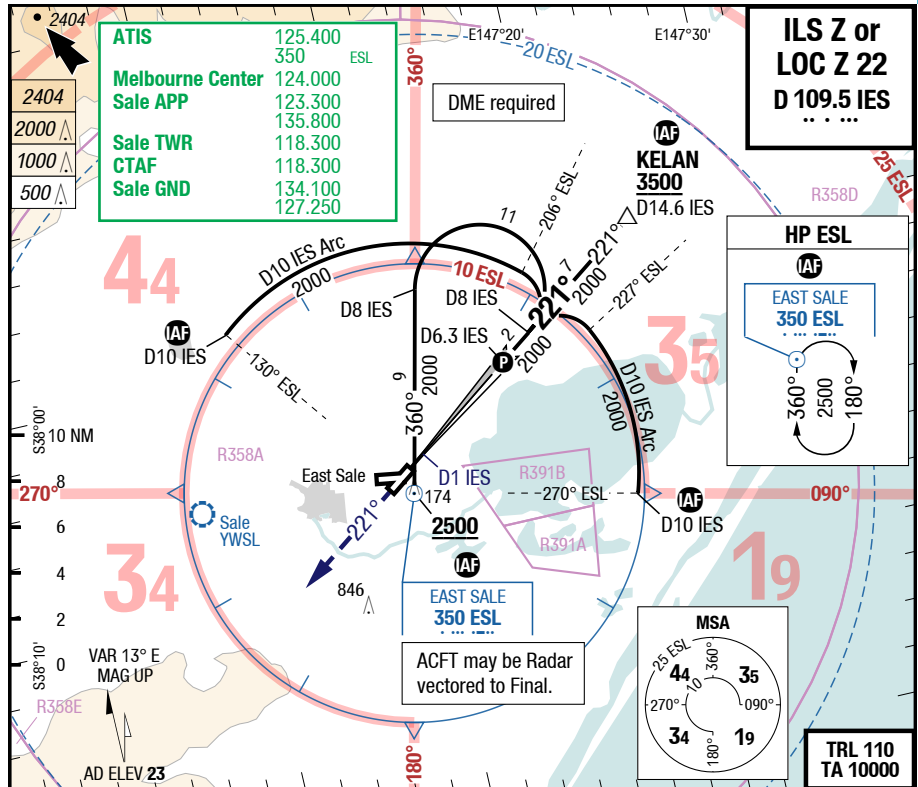 2404
ATIS 125.400
350 ESL
Melbourne Center 124.000
Sale APP 123.300
135.800
Sale TWR 118.300
CTAF 118.300
Sale GND 134.100
127.250
2404
2000
1000
500
360°
E147°20'
E147°30'
20 ESL
DME required
ILS Z or
LOC Z 22
D 109.5 IES
25 ESL
R358D
IAF
KELAN
3500
D14.6 IES
206° ESL
221°
227° ESL
7
2000
11
44
D10 IES Arc
2000
10 ESL
D8 IES
D8 IES
221°
D6.3 IES
2
2000
P
IAF
D10 IES
130° ESL
9
2000
360°
35
D10 IES Arc
2000
HP ESL
IAF
EAST SALE
350 ESL
360°
2500
180°
S38°00'
10 NM
8
6
4
2
0
S38°10'
R358A
East Sale
D1 IES
R391B
R391A
270°
270° ESL
090°
IAF
D10 IES
174
2500
IAF
221°
Sale
YWSL
34
846
EAST SALE
350 ESL
19
ACFT may be Radar
vectored to Final.
VAR 13° E
MAG UP
R358E
AD ELEV 23
180°
MSA
25 ESL
10
360°
44
35
270°
090°
34
19
180°
TRL 110
TA 10000